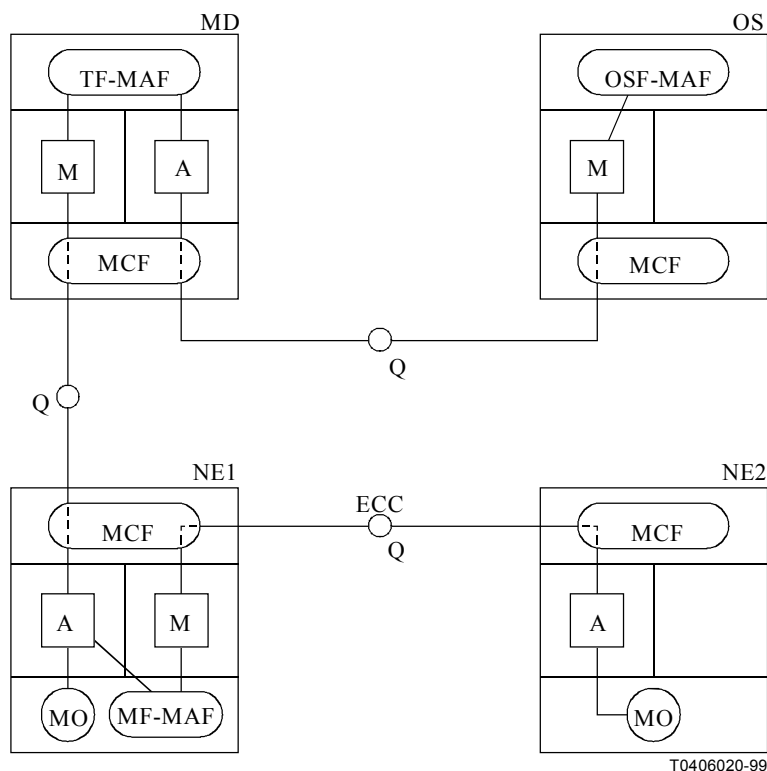 MD
OS
TF-MAF
OSF-MAF
M
A
M
MCF
MCF
Q
Q
NE1
NE2
ECC
MCF
MCF
Q
A
M
A
MO
MF-MAF
MO
T0406020-99